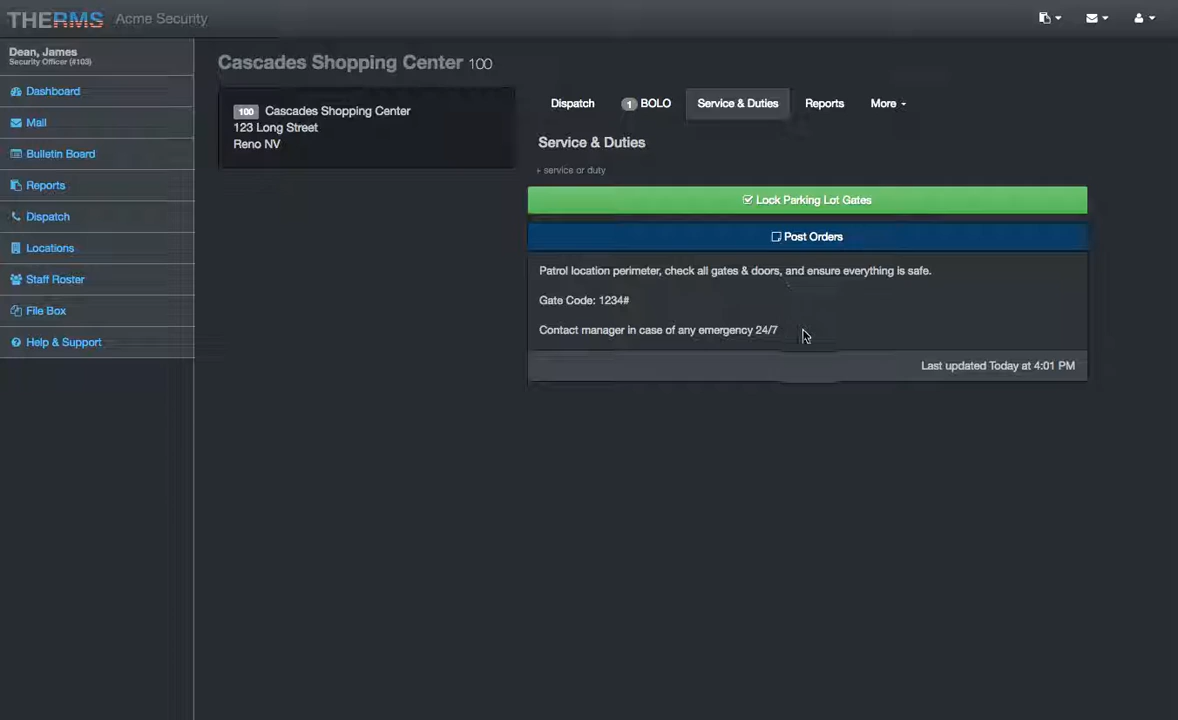 THERMS Acme Security
Dean, James
Security Officer (#103)
Dashboard
Mail
Bulletin Board
Reports
Dispatch
Locations
Staff Roster
File Box
Help & Support
Cascades Shopping Center 100
100 Cascades Shopping Center
123 Long Street
Reno NV
Dispatch 1 BOLO Service & Duties Reports More
Service & Duties
+ service or duty
Lock Parking Lot Gates
Post Orders
Patrol location perimeter, check all gates & doors, and ensure everything is safe.
Gate Code: 1234#
Contact manager in case of any emergency 24/7
Last updated Today at 4:01 PM